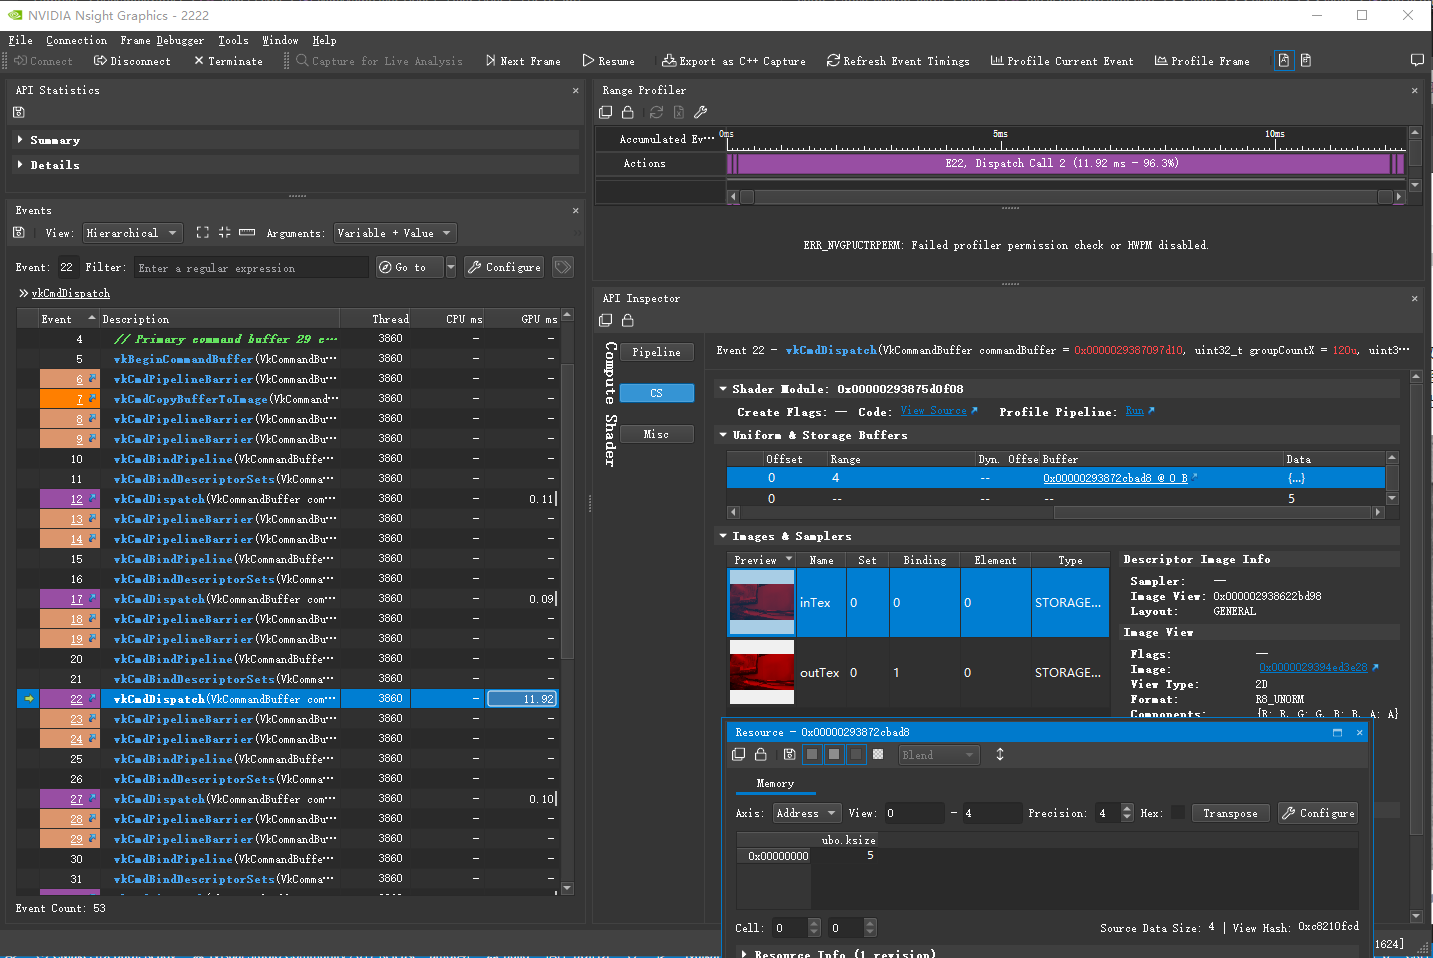 NVIDIA Nsight Graphics - 2222
File Connection Frame Debugger Tools Window Help
Connect Disconnect Terminate Capture for Live Analysis Next Frame Resume Export as C++ Capture Refresh Event Timings Profile Current Event Profile Frame
API Statistics
Summary
Details
Events
View: Hierarchical Arguments: Variable + Value
Event: 22 Filter: Enter a regular expression Go to Configure
vkCmdDispatch
Event Description Thread CPU ms GPU ms
4 // Primary command buffer 29 c··· 3860 — —
5 vkBeginCommandBuffer(VkCommandBu··· 3860 — —
6 vkCmdPipelineBarrier(VkCommandBu··· 3860 — —
7 vkCmdCopyBufferToImage(VkCommand··· 3860 — —
8 vkCmdPipelineBarrier(VkCommandBu··· 3860 — —
9 vkCmdPipelineBarrier(VkCommandBu··· 3860 — —
10 vkCmdBindPipeline(VkCommandBuffe··· 3860 — —
11 vkCmdBindDescriptorSets(VkComma··· 3860 — —
12 vkCmdDispatch(VkCommandBuffer com··· 3860 — 0.11
13 vkCmdPipelineBarrier(VkCommandBu··· 3860 — —
14 vkCmdPipelineBarrier(VkCommandBu··· 3860 — —
15 vkCmdBindPipeline(VkCommandBuffe··· 3860 — —
16 vkCmdBindDescriptorSets(VkComma··· 3860 — —
17 vkCmdDispatch(VkCommandBuffer com··· 3860 — 0.09
18 vkCmdPipelineBarrier(VkCommandBu··· 3860 — —
19 vkCmdPipelineBarrier(VkCommandBu··· 3860 — —
20 vkCmdBindPipeline(VkCommandBuffe··· 3860 — —
21 vkCmdBindDescriptorSets(VkComma··· 3860 — —
22 vkCmdDispatch(VkCommandBuffer com··· 3860 — 11.92
23 vkCmdPipelineBarrier(VkCommandBu··· 3860 — —
24 vkCmdPipelineBarrier(VkCommandBu··· 3860 — —
25 vkCmdBindPipeline(VkCommandBuffe··· 3860 — —
26 vkCmdBindDescriptorSets(VkComma··· 3860 — —
27 vkCmdDispatch(VkCommandBuffer com··· 3860 — 0.10
28 vkCmdPipelineBarrier(VkCommandBu··· 3860 — —
29 vkCmdPipelineBarrier(VkCommandBu··· 3860 — —
30 vkCmdBindPipeline(VkCommandBuffe··· 3860 — —
31 vkCmdBindDescriptorSets(VkComma··· 3860 — —
Event Count: 53
Range Profiler
Accumulated Ev··· 0ms 5ms 10ms
Actions E22, Dispatch Call 2 (11.92 ms - 96.3%)
ERR_NVGPUCTRPERM: Failed profiler permission check or HWPM disabled.
API Inspector
Compute Shader
Pipeline
CS
Misc
Event 22 - vkCmdDispatch(VkCommandBuffer commandBuffer = 0x0000029387097d10, uint32_t groupCountX = 120u, uint3···
Shader Module: 0x00000293875d0f08
Create Flags: — Code: View Source Profile Pipeline: Run
Uniform & Storage Buffers
Offset Range Dyn. Offse Buffer Data
0 4 -- 0x00000293872cbad8 @ 0 B {...}
0 -- -- -- 5
Images & Samplers
Preview Name Set Binding Element Type
inTex 0 0 0 STORAGE...
outTex 0 1 0 STORAGE...
Descriptor Image Info
Sampler: —
Image View: 0x000002938622bd98
Layout: GENERAL
Image View
Flags: —
Image: 0x0000029394ed3e28
View Type: 2D
Format: R8_UNORM
Components: {R: R, G: G, B: B, A: A}
Resource - 0x00000293872cbad8
Blend
Memory
Axis: Address View: 0 - 4 Precision: 4 Hex: Transpose Configure
ubo.ksize
0x00000000 5
Cell: 0 0 Source Data Size: 4 | View Hash: 0xc8210fcd
Resource Info (1 revision)
1624]